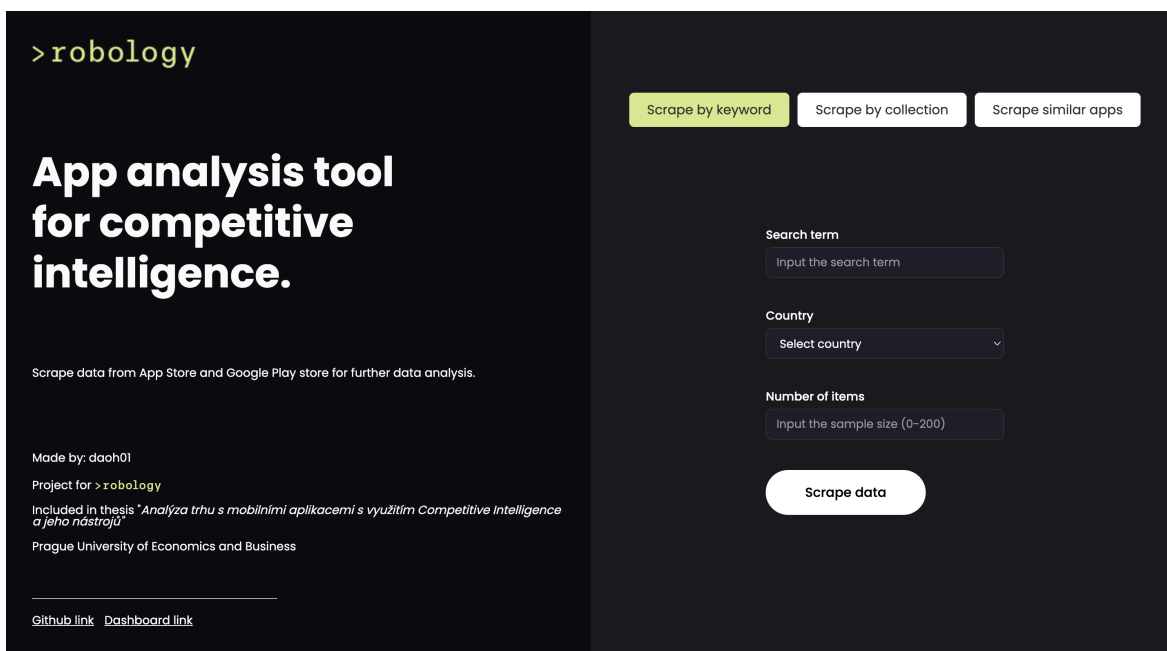 >robology
App analysis tool
for competitive
intelligence.
Scrape data from App Store and Google Play store for further data analysis.
Made by: daoh01
Project for >robology
Included in thesis "Analýza trhu s mobilními aplikacemi s využitím Competitive Intelligence
a jeho nástrojů"
Prague University of Economics and Business
Github link Dashboard link
Scrape by keyword Scrape by collection Scrape similar apps
Search term
Input the search term
Country
Select country
Number of items
Input the sample size (0-200)
Scrape data